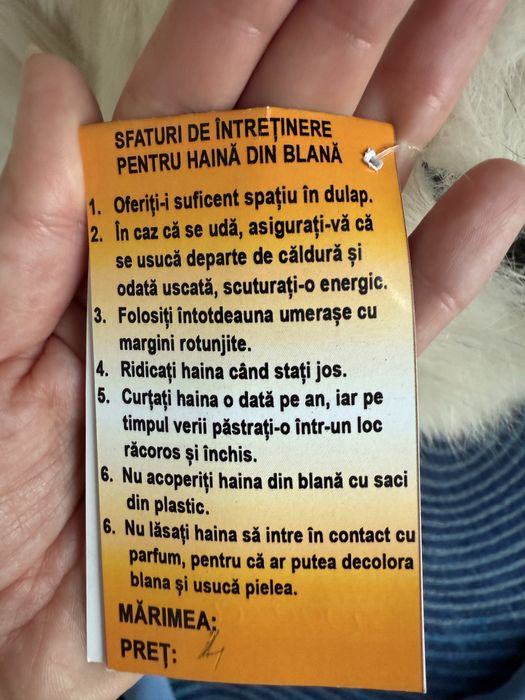 SFATURI DE ÎNTREȚINERE
PENTRU HAINĂ DIN BLANĂ
1. Oferiți-i suficent spațiu în dulap.
2. În caz că se udă, asigurați-vă că
se usucă departe de căldură și
odată uscată, scuturați-o energic.
3. Folosiți întotdeauna umerașe cu
margini rotunjite.
4. Ridicați haina când stați jos.
5. Curțați haina o dată pe an, iar pe
timpul verii păstrați-o într-un loc
răcoros și închis.
6. Nu acoperiți haina din blană cu saci
din plastic.
6. Nu lăsați haina să intre în contact cu
parfum, pentru că ar putea decolora
blana și usucă pielea.
MĂRIMEA:
PREȚ: